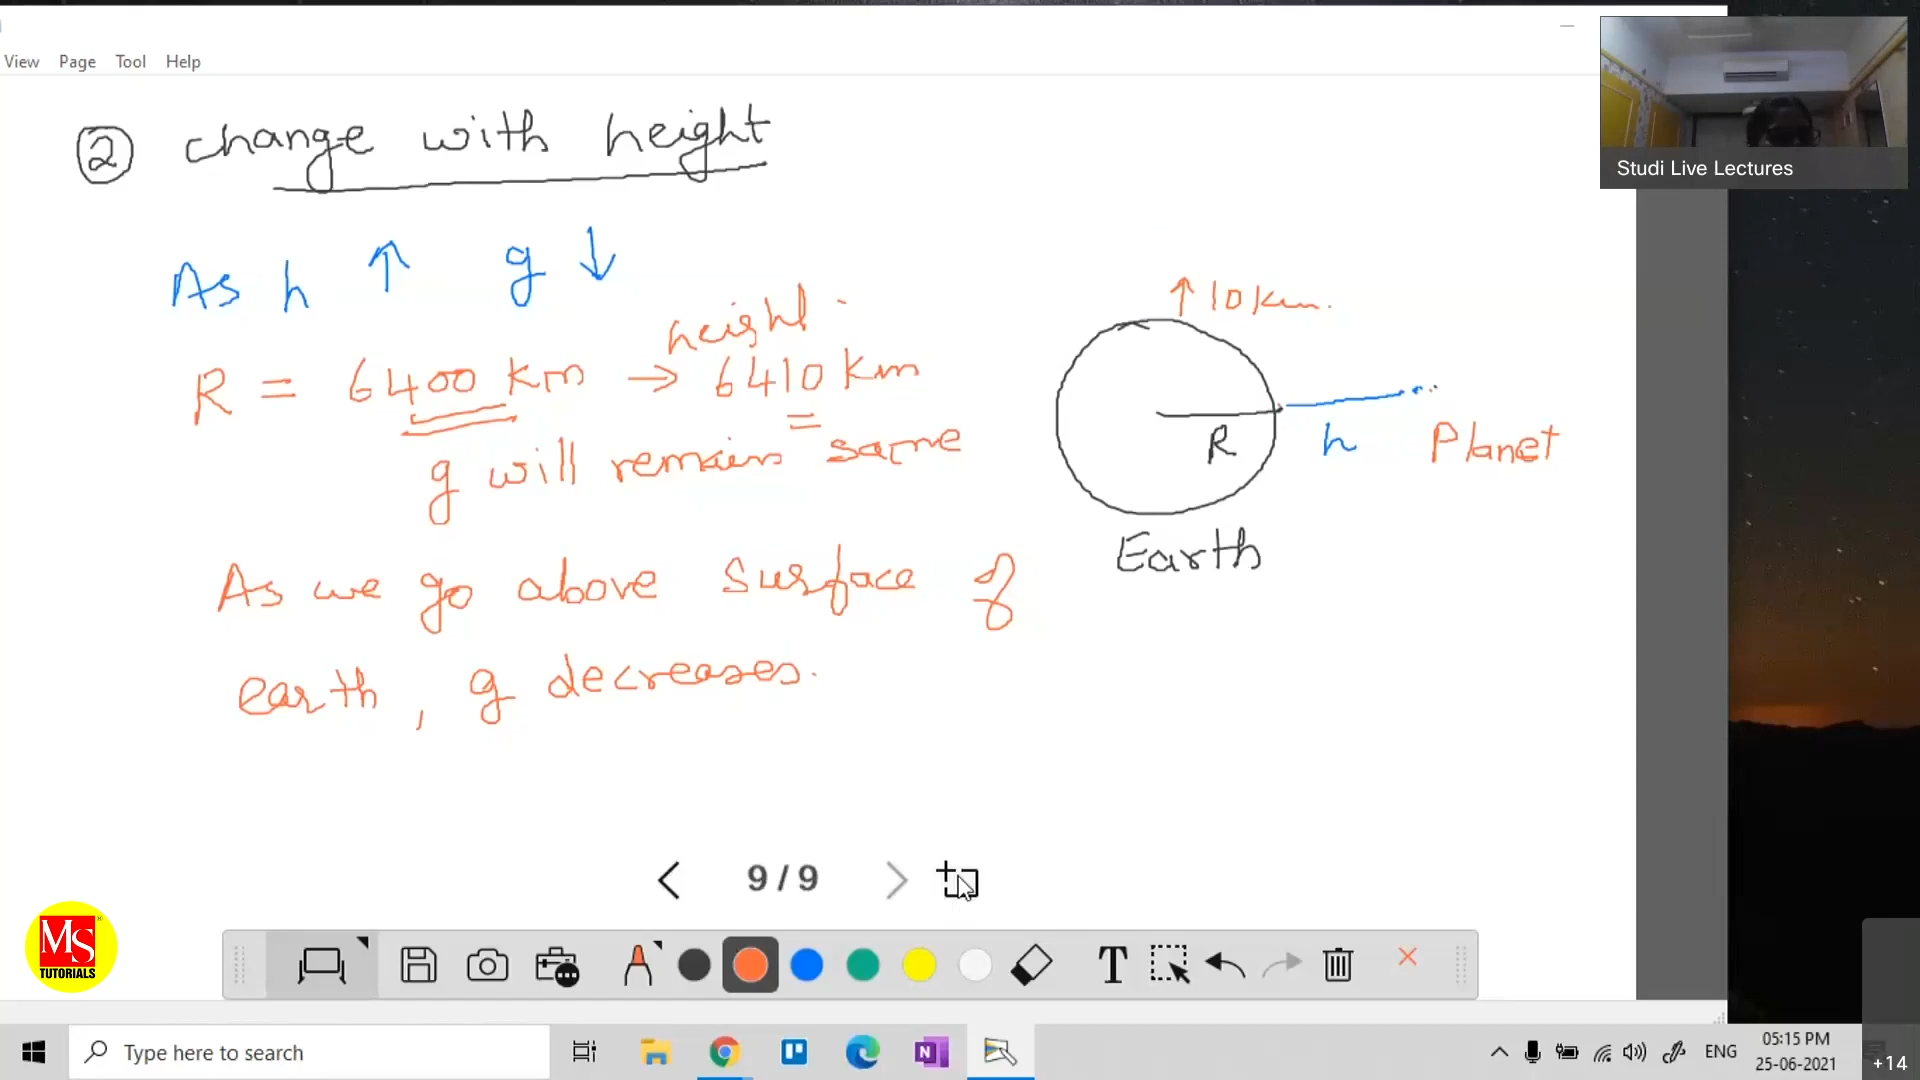 View Page Tool Help
Studi Live Lectures
② change with height
As h ↑ g ↓
↑ 10 km.
height
R = 6400 km → 6410 km
R h Planet
g will remain same
Earth
As we go above surface of
earth, g decreases.
9 / 9
MS
TUTORIALS
T
Type here to search
N
ENG
05:15 PM
25-06-2021
+14